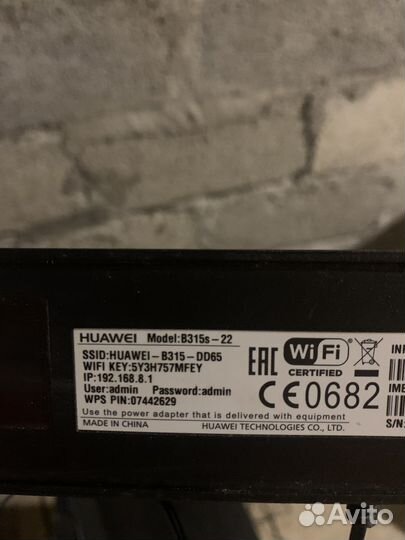 HUAWEI Model:B315s-22
SSID:HUAWEI-B315-DD65
WIFI KEY:5Y3H757MFEY
IP:192.168.8.1
User:admin Password:admin
WPS PIN:07442629
Use the power adapter that is delivered with equipment
MADE IN CHINA HUAWEI TECHNOLOGIES CO., LTD.
EAC Wi Fi
CERTIFIED
CE0682
S/N:
Avito